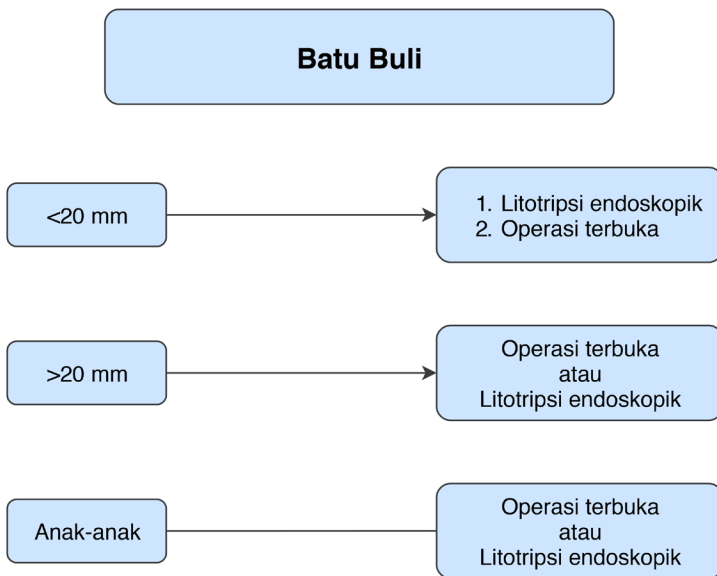 Batu Buli
<20 mm
1. Litotripsi endoskopik
2. Operasi terbuka
>20 mm
Operasi terbuka
atau
Litotripsi endoskopik
Anak-anak
Operasi terbuka
atau
Litotripsi endoskopik